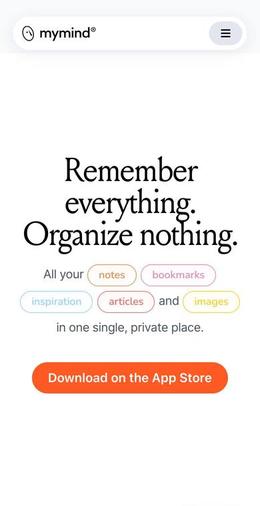 mymind®
Remember
everything.
Organize nothing.
All your notes bookmarks
inspiration articles and images
in one single, private place.
Download on the App Store